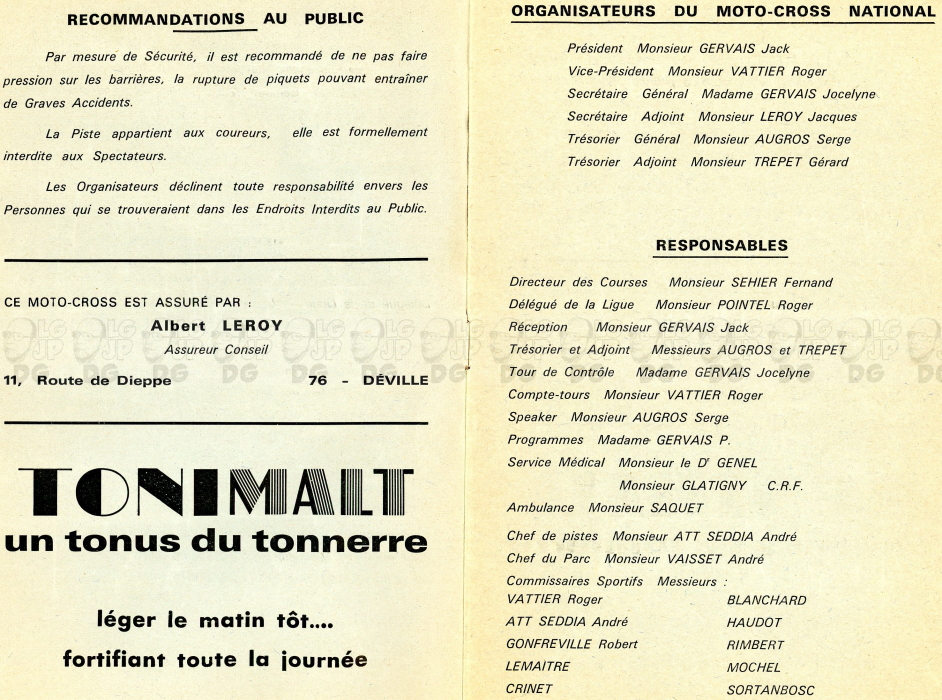 RECOMMANDATIONS AU PUBLIC
Par mesure de Sécurité, il est recommandé de ne pas faire
pression sur les barrières, la rupture de piquets pouvant entraîner
de Graves Accidents.
La Piste appartient aux coureurs, elle est formellement
interdite aux Spectateurs.
Les Organisateurs déclinent toute responsabilité envers les
Personnes qui se trouveraient dans les Endroits Interdits au Public.
CE MOTO-CROSS EST ASSURÉ PAR :
Albert LEROY
Assureur Conseil
11, Route de Dieppe 76 - DÉVILLE
TONIMALT
un tonus du tonnerre
léger le matin tôt....
fortifiant toute la journée
ORGANISATEURS DU MOTO-CROSS NATIONAL
Président Monsieur GERVAIS Jack
Vice-Président Monsieur VATTIER Roger
Secrétaire Général Madame GERVAIS Jocelyne
Secrétaire Adjoint Monsieur LEROY Jacques
Trésorier Général Monsieur AUGROS Serge
Trésorier Adjoint Monsieur TREPET Gérard
RESPONSABLES
Directeur des Courses Monsieur SEHIER Fernand
Délégué de la Ligue Monsieur POINTEL Roger
Réception Monsieur GERVAIS Jack
Trésorier et Adjoint Messieurs AUGROS et TREPET
Tour de Contrôle Madame GERVAIS Jocelyne
Compte-tours Monsieur VATTIER Roger
Speaker Monsieur AUGROS Serge
Programmes Madame GERVAIS P.
Service Médical Monsieur le Dr GENEL
Monsieur GLATIGNY C.R.F.
Ambulance Monsieur SAQUET
Chef de pistes Monsieur ATT SEDDIA André
Chef du Parc Monsieur VAISSET André
Commissaires Sportifs Messieurs :
VATTIER Roger BLANCHARD
ATT SEDDIA André HAUDOT
GONFREVILLE Robert RIMBERT
LEMAITRE MOCHEL
CRINET SORTANBOSC